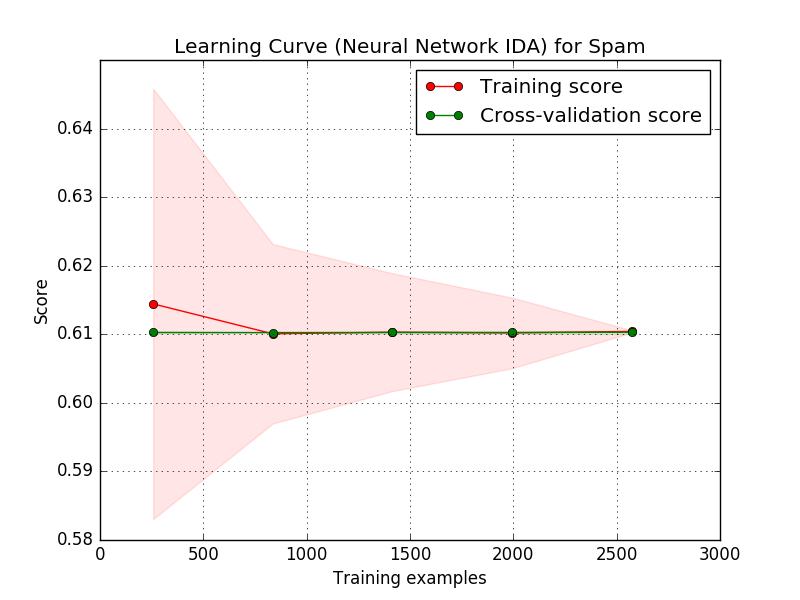 Learning Curve (Neural Network IDA) for Spam
Training score
Cross-validation score
0.64
0.63
0.62
0.61
0.60
0.59
0.58
Score
0 500 1000 1500 2000 2500 3000
Training examples